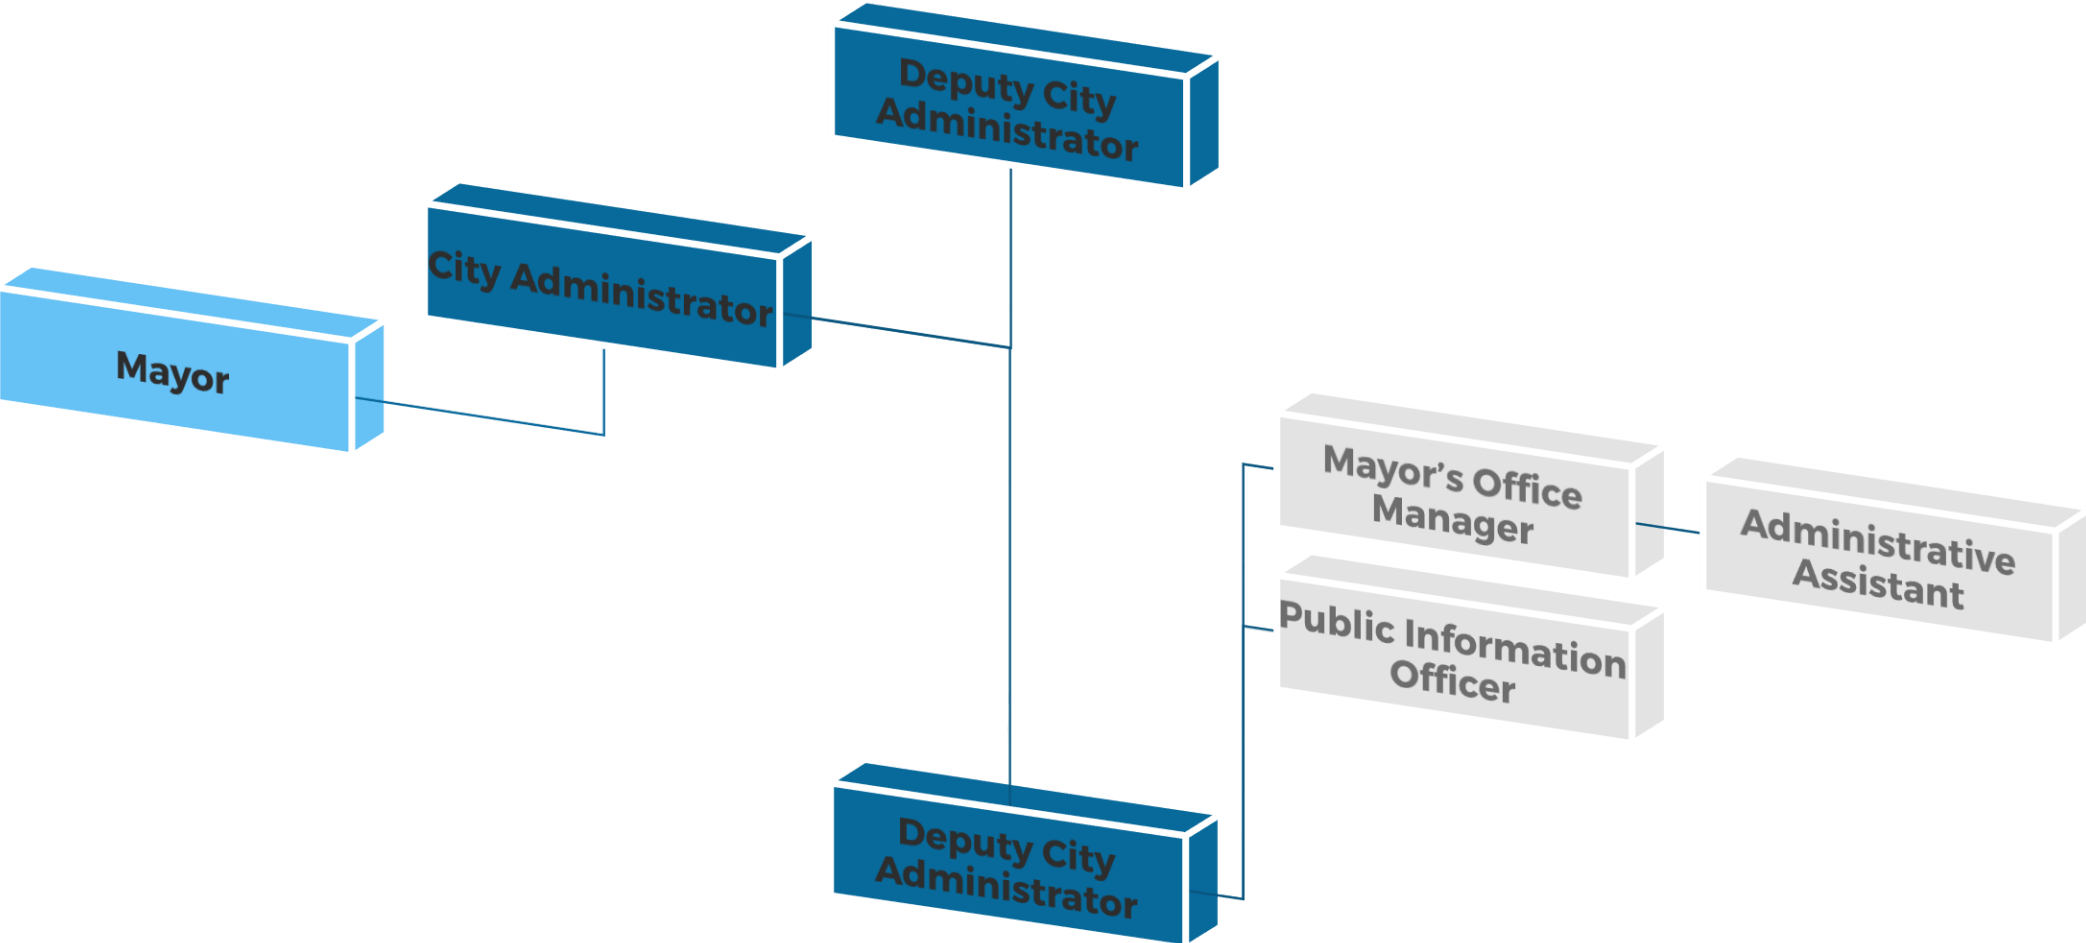 Deputy City
Administrator
City Administrator
Mayor
Mayor’s Office
Manager
Administrative
Assistant
Public Information
Officer
Deputy City
Administrator